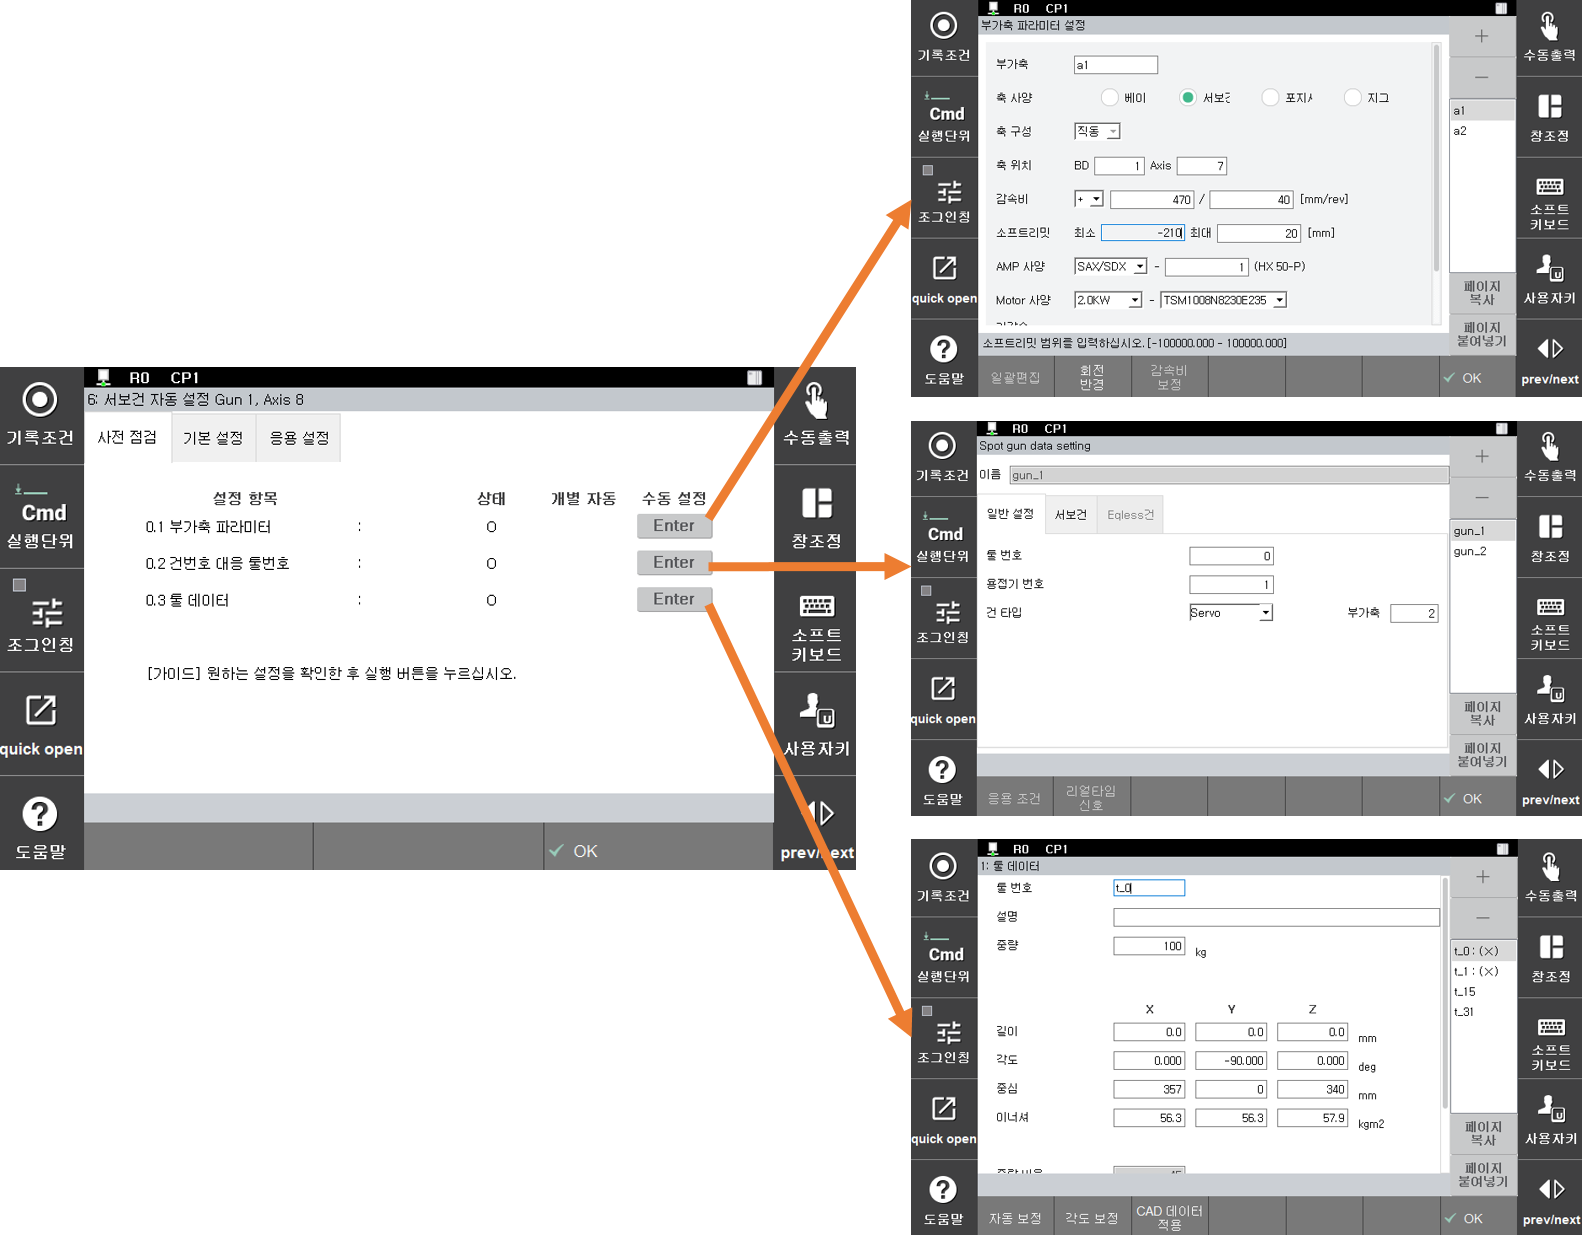 R0 CP1
6: 서보건 자동 설정 Gun 1, Axis 8
사전 점검 기본 설정 응용 설정
설정 항목 상태 개별 자동 수동 설정
0.1 부가축 파라미터 : O Enter
0.2 건번호 대응 툴번호 : O Enter
0.3 툴 데이터 : O Enter
[가이드] 원하는 설정을 확인한 후 실행 버튼을 누르십시오.
OK
기록조건
Cmd
실행단위
조그인칭
quick open
도움말
수동출력
창조정
소프트
키보드
사용자키
prev/next
R0 CP1
부가축 파라미터 설정
부가축 a1
축 사양 베이 서보건 포지 지그
축 구성 직동
축 위치 BD 1 Axis 7
감속비 + 470 / 40 [mm/rev]
소프트리밋 최소 -210 최대 20 [mm]
AMP 사양 SAX/SDX - 1 (HX 50-P)
Motor 사양 2.0KW - TSM1008N8230E235
소프트리밋 범위를 입력하십시오. [-100000.000 - 100000.000]
일괄편집 회전
반경 감속비
보정 OK
a1
a2
페이지
복사
페이지
붙여넣기
기록조건
Cmd
실행단위
조그인칭
quick open
도움말
수동출력
창조정
소프트
키보드
사용자키
prev/next
R0 CP1
Spot gun data setting
이름 gun_1
일반 설정 서보건 Eqless건
툴 번호 0
용접기 번호 1
건 타입 Servo 부가축 2
응용 조건 리얼타임
신호 OK
gun_1
gun_2
페이지
복사
페이지
붙여넣기
기록조건
Cmd
실행단위
조그인칭
quick open
도움말
수동출력
창조정
소프트
키보드
사용자키
prev/next
R0 CP1
1: 툴 데이터
툴 번호 t_0
설명
중량 100 kg
X Y Z
길이 0.0 0.0 0.0 mm
각도 0.000 -90.000 0.000 deg
중심 357 0 340 mm
이너셔 56.3 56.3 57.9 kgm2
자동 보정 각도 보정 CAD 데이터
적용 OK
t_0 : (X)
t_1 : (X)
t_15
t_31
페이지
복사
페이지
붙여넣기
기록조건
Cmd
실행단위
조그인칭
quick open
도움말
수동출력
창조정
소프트
키보드
사용자키
prev/next